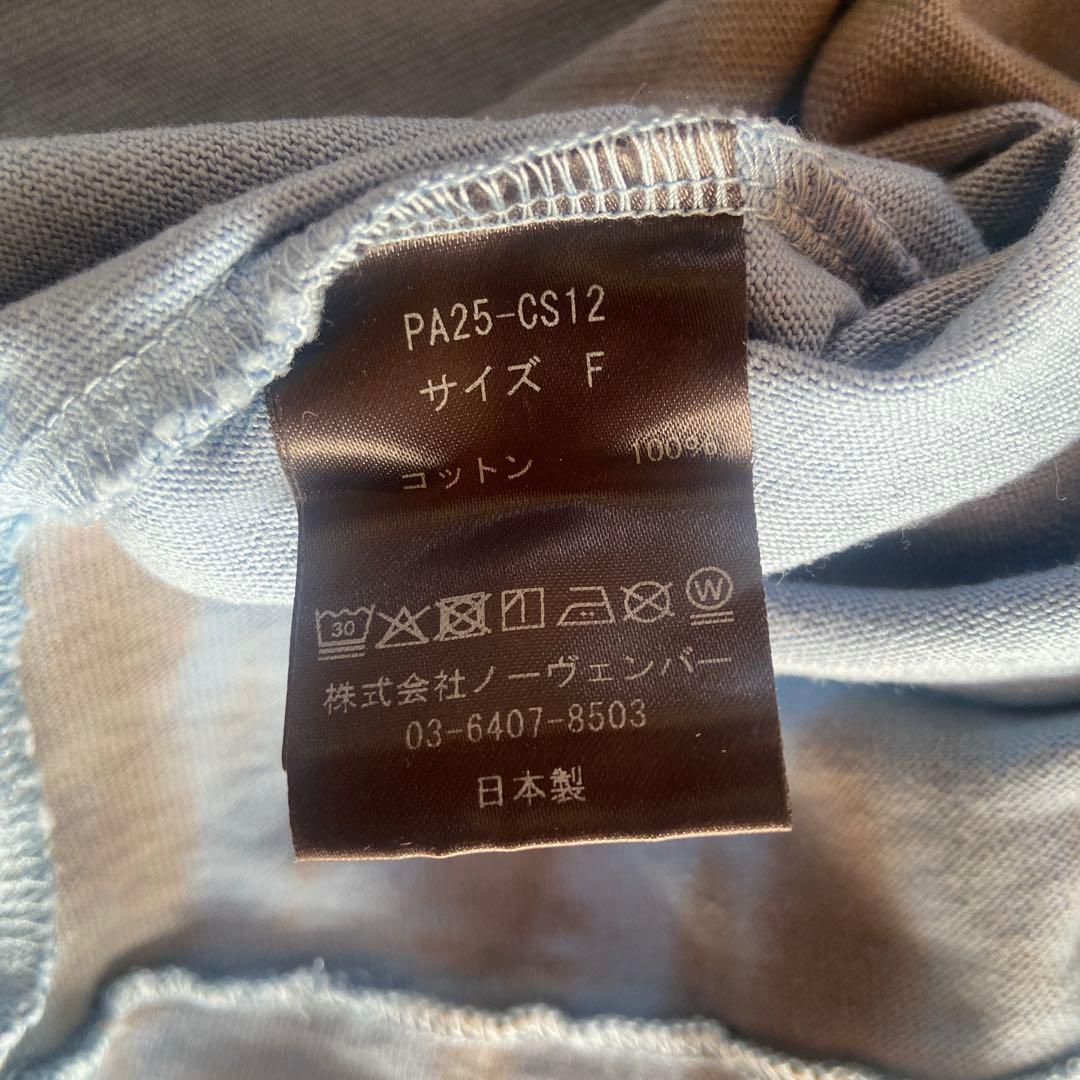 PA25-CS12
サイズ F
コットン 100%
30
W
株式会社ノーヴェンバー
03-6407-8503
日本製